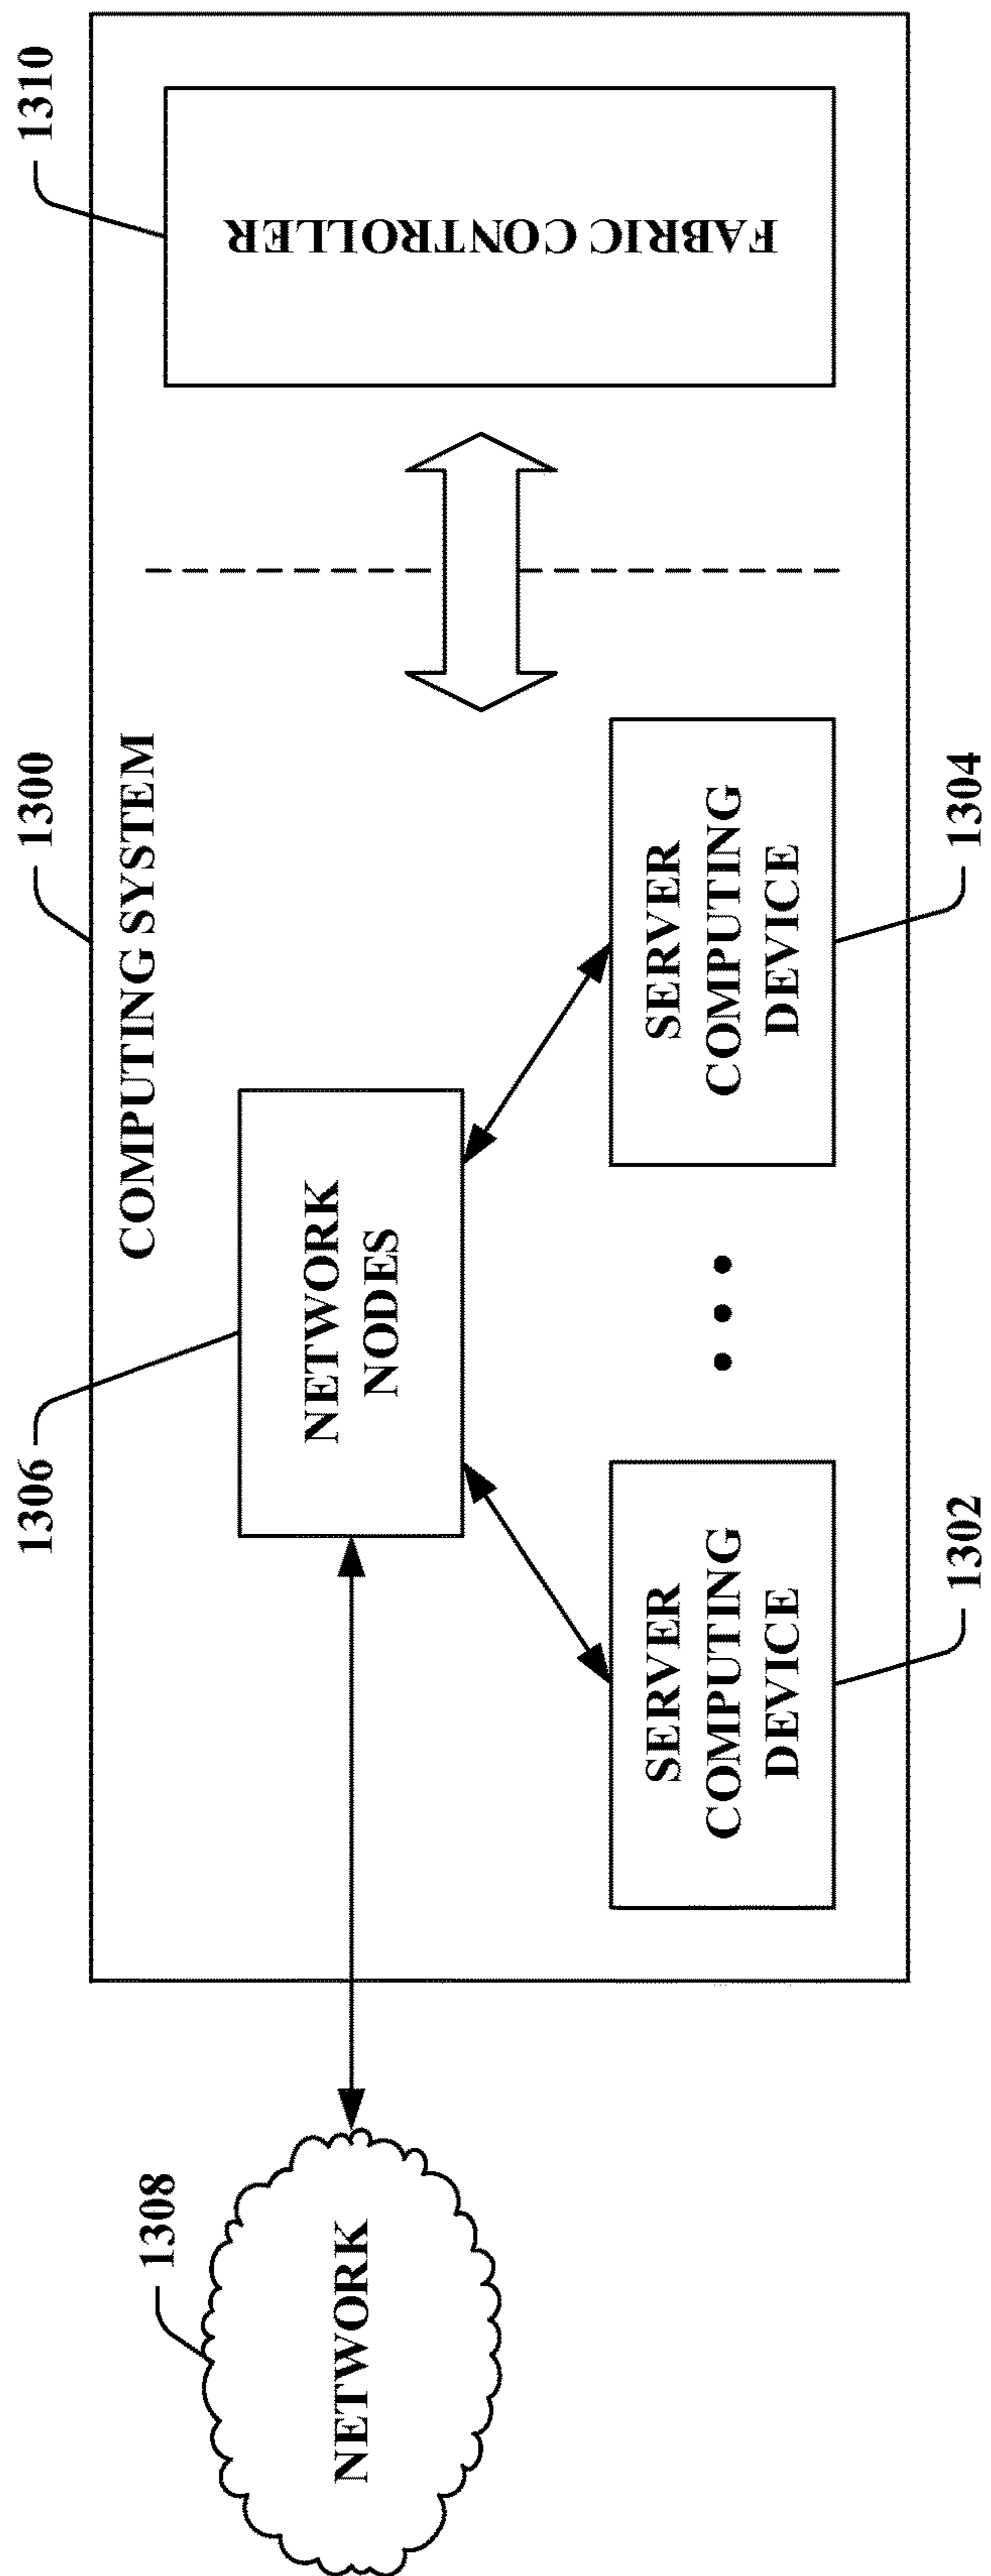 1300
1310
COMPUTING SYSTEM
1306
1308
NETWORK
NODES
NETWORK
FABRIC CONTROLLER
SERVER
COMPUTING
DEVICE
SERVER
COMPUTING
DEVICE
1302
1304